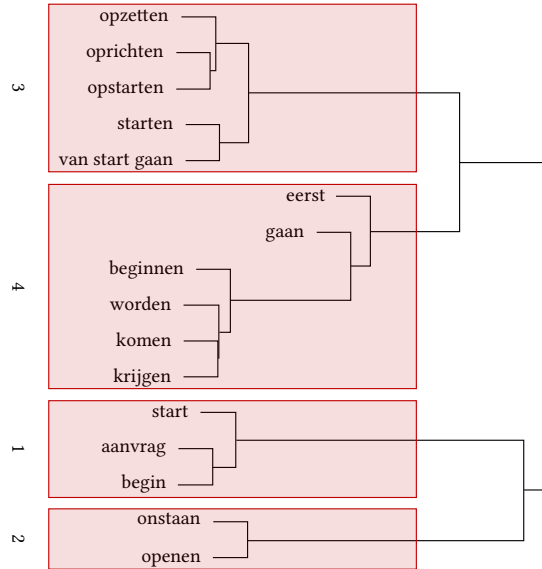 opzetten
oprichten
opstarten
starten
van start gaan
3
eerst
gaan
beginnen
worden
komen
krijgen
4
start
aanvrag
begin
1
onstaan
openen
2